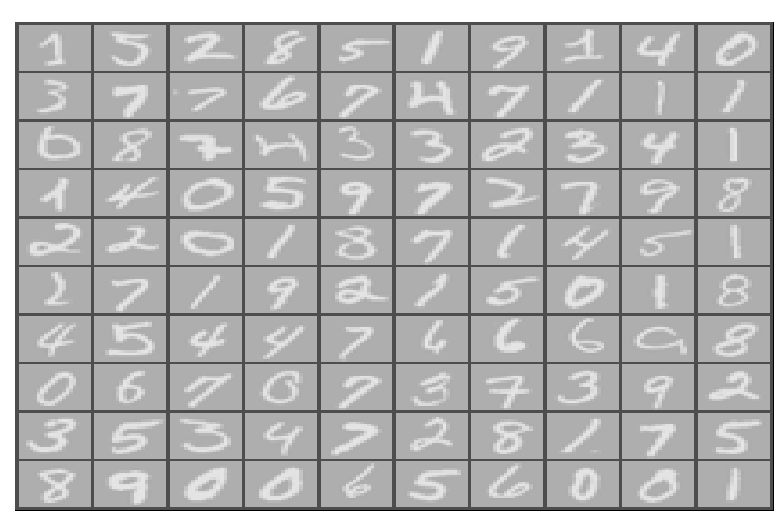 1 5 2 8 5 1 9 1 4 0
3 7 7 6 7 4 7 1 1 1
6 8 7 4 3 3 2 3 4 1
1 4 0 5 9 7 2 7 9 8
2 2 0 1 8 7 1 4 5 1
2 7 1 9 2 1 5 0 1 8
4 5 4 4 7 6 6 6 9 8
0 6 7 0 7 3 7 3 9 2
3 5 3 4 7 2 8 1 7 5
8 9 0 0 6 5 6 0 0 1